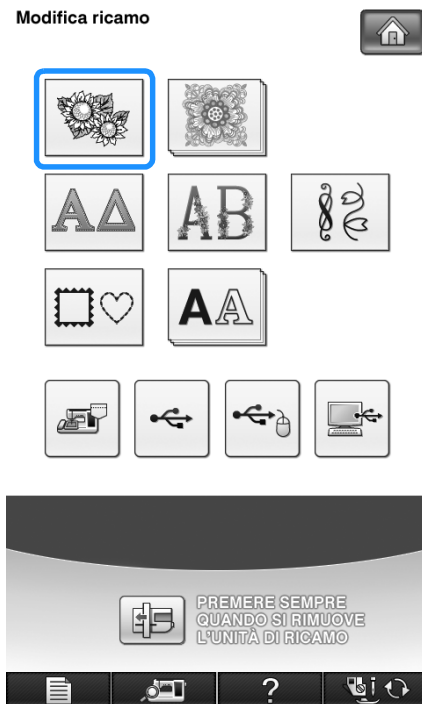 Modifica ricamo
AΔ
AB
AA
PREMERE SEMPRE
QUANDO SI RIMUOVE
L'UNITÀ DI RICAMO
?
i